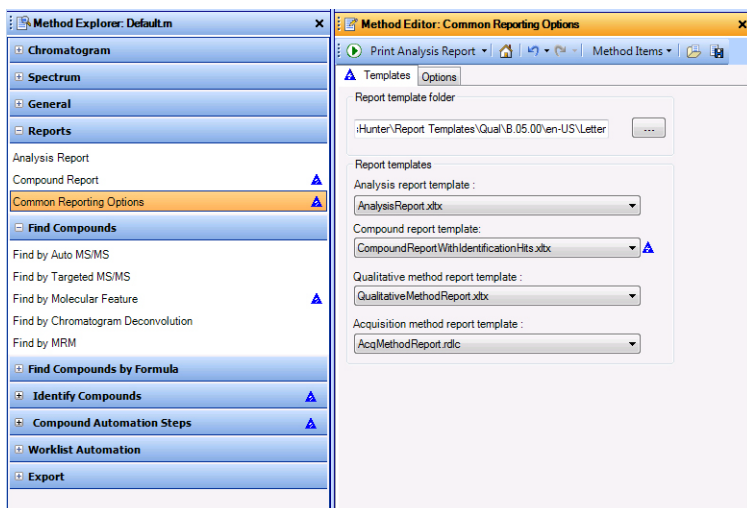 Method Explorer: Default.m
Chromatogram
Spectrum
General
Reports
Analysis Report
Compound Report
Common Reporting Options
Find Compounds
Find by Auto MS/MS
Find by Targeted MS/MS
Find by Molecular Feature
Find by Chromatogram Deconvolution
Find by MRM
Find Compounds by Formula
Identify Compounds
Compound Automation Steps
Worklist Automation
Export
Method Editor: Common Reporting Options
Print Analysis Report
Method Items
Templates
Options
Report template folder
:Hunter\Report Templates\Qual\B.05.00\en-US\Letter
...
Report templates
Analysis report template :
AnalysisReport.xltx
Compound report template:
CompoundReportWithIdentificationHits.xltx
Qualitative method report template :
QualitativeMethodReport.xltx
Acquisition method report template :
AcqMethodReport.rdlc